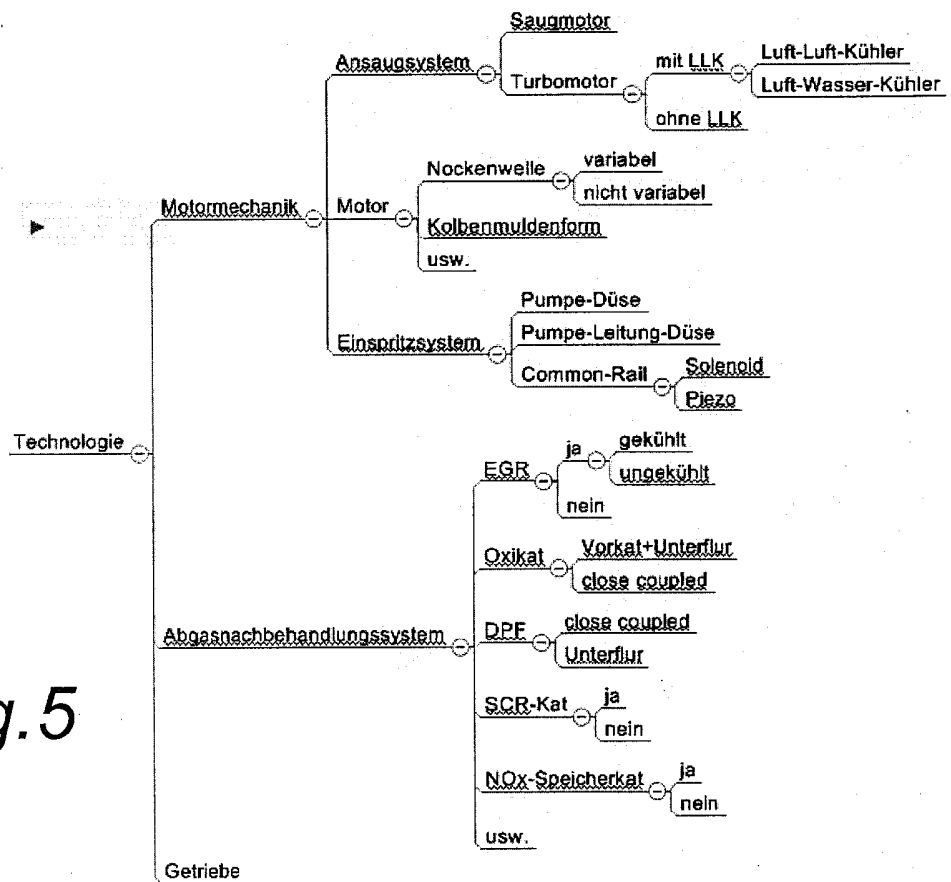 Saugmotor
Ansaugsystem
Luft-Luft-Kühler
mit LLK
Turbomotor
Luft-Wasser-Kühler
ohne LLK
variabel
Nockenwelle
nicht variabel
Motormechanik
Motor
Kolbenmuldenform
usw.
Pumpe-Düse
Pumpe-Leitung-Düse
Einspritzsystem
Solenoid
Common-Rail
Piezo
Technologie
gekühlt
ja
EGR
ungekühlt
nein
Vorkat+Unterflur
Oxikat
close coupled
close coupled
Abgasnachbehandlungssystem
DPF
Unterflur
ja
SCR-Kat
nein
g.5
ja
NOx-Speicherkat
nein
usw.
Getriebe